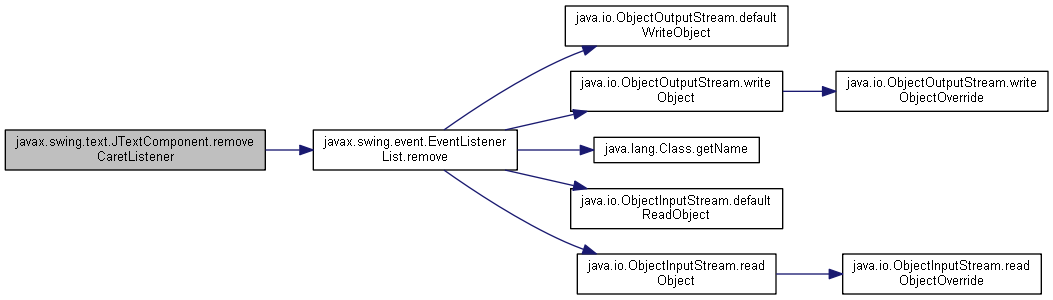 javax.swing.text.JTextComponent.remove
CaretListener
javax.swing.event.EventListener
List.remove
java.io.ObjectOutputStream.default
WriteObject
java.io.ObjectOutputStream.write
Object
java.io.ObjectOutputStream.write
ObjectOverride
java.lang.Class.getName
java.io.ObjectInputStream.default
ReadObject
java.io.ObjectInputStream.read
Object
java.io.ObjectInputStream.read
ObjectOverride